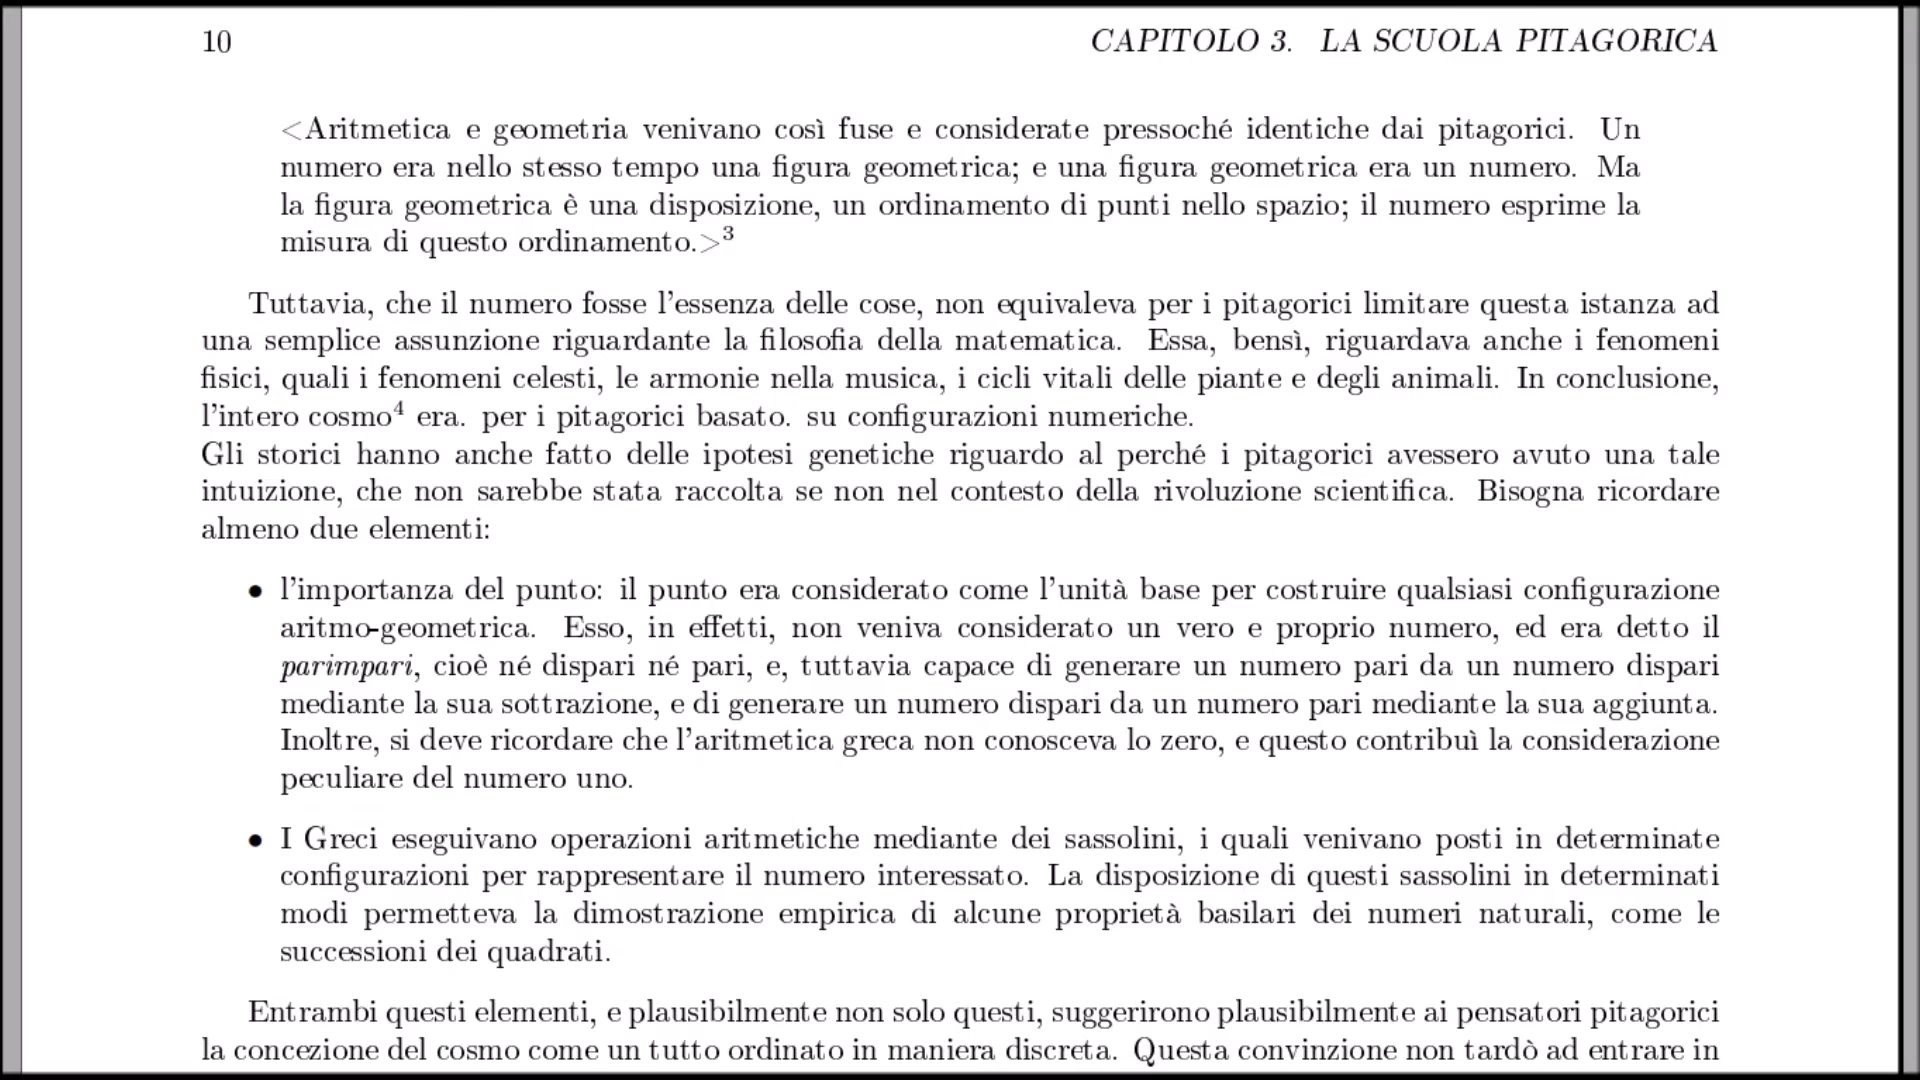 10 CAPITOLO 3. LA SCUOLA PITAGORICA
<Aritmetica e geometria venivano così fuse e considerate pressoché identiche dai pitagorici. Un
numero era nello stesso tempo una figura geometrica; e una figura geometrica era un numero. Ma
la figura geometrica è una disposizione, un ordinamento di punti nello spazio; il numero esprime la
misura di questo ordinamento.>³
Tuttavia, che il numero fosse l'essenza delle cose, non equivaleva per i pitagorici limitare questa istanza ad
una semplice assunzione riguardante la filosofia della matematica. Essa, bensì, riguardava anche i fenomeni
fisici, quali i fenomeni celesti, le armonie nella musica, i cicli vitali delle piante e degli animali. In conclusione,
l'intero cosmo⁴ era. per i pitagorici basato. su configurazioni numeriche.
Gli storici hanno anche fatto delle ipotesi genetiche riguardo al perché i pitagorici avessero avuto una tale
intuizione, che non sarebbe stata raccolta se non nel contesto della rivoluzione scientifica. Bisogna ricordare
almeno due elementi:
• l'importanza del punto: il punto era considerato come l'unità base per costruire qualsiasi configurazione
aritmo-geometrica. Esso, in effetti, non veniva considerato un vero e proprio numero, ed era detto il
parimpari, cioè né dispari né pari, e, tuttavia capace di generare un numero pari da un numero dispari
mediante la sua sottrazione, e di generare un numero dispari da un numero pari mediante la sua aggiunta.
Inoltre, si deve ricordare che l'aritmetica greca non conosceva lo zero, e questo contribuì la considerazione
peculiare del numero uno.
• I Greci eseguivano operazioni aritmetiche mediante dei sassolini, i quali venivano posti in determinate
configurazioni per rappresentare il numero interessato. La disposizione di questi sassolini in determinati
modi permetteva la dimostrazione empirica di alcune proprietà basilari dei numeri naturali, come le
successioni dei quadrati.
Entrambi questi elementi, e plausibilmente non solo questi, suggerirono plausibilmente ai pensatori pitagorici
la concezione del cosmo come un tutto ordinato in maniera discreta. Questa convinzione non tardò ad entrare in